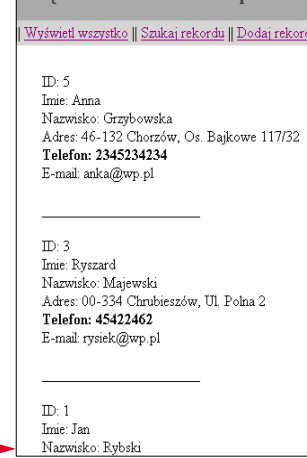 | Wyświetl wszystko || Szukaj rekordu || Dodaj rekord
ID: 5
Imie: Anna
Nazwisko: Grzybowska
Adres: 46-132 Chorzów, Os. Bajkowe 117/32
Telefon: 2345234234
E-mail: anka@wp.pl
ID: 3
Imie: Ryszard
Nazwisko: Majewski
Adres: 00-334 Chrubieszów, Ul. Polna 2
Telefon: 45422462
E-mail: rysiek@wp.pl
ID: 1
Imie: Jan
Nazwisko: Rybski